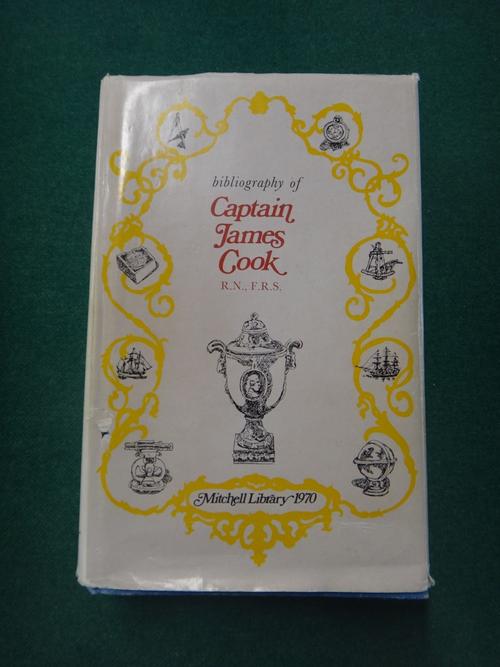 bibliography of
Captain
James
Cook
R.N., F.R.S.
Mitchell Library 1970